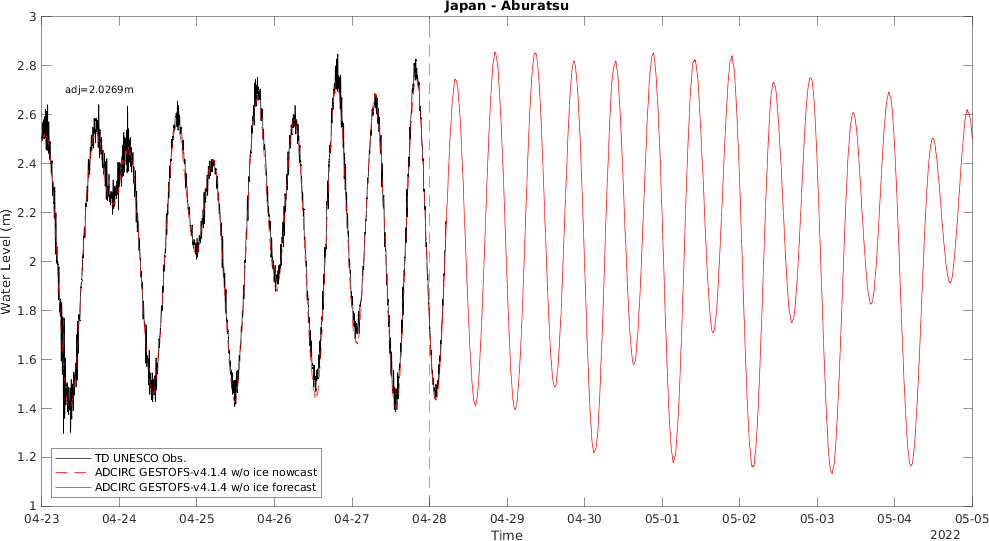 Japan - Aburatsu
3
2.8
2.6
2.4
2.2
2
1.8
1.6
1.4
1.2
1
Water Level (m)
adj=2.0269m
TD UNESCO Obs.
ADCIRC GESTOFS-v4.1.4 w/o ice nowcast
ADCIRC GESTOFS-v4.1.4 w/o ice forecast
04-23 04-24 04-25 04-26 04-27 04-28 04-29 04-30 05-01 05-02 05-03 05-04 05-05
Time
2022